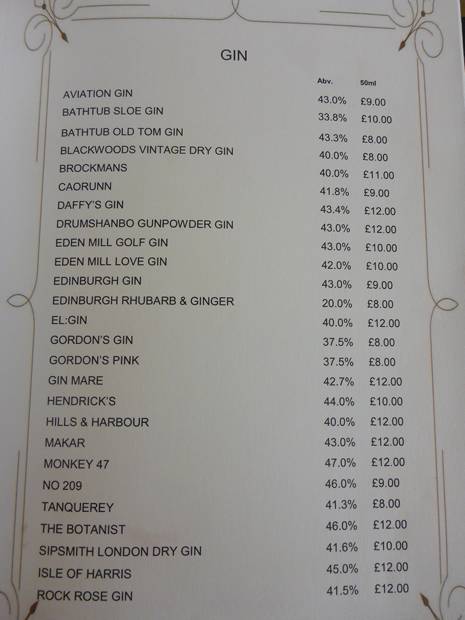 GIN
Abv. 50ml
AVIATION GIN 43.0% £9.00
BATHTUB SLOE GIN 33.8% £10.00
BATHTUB OLD TOM GIN 43.3% £8.00
BLACKWOODS VINTAGE DRY GIN 40.0% £8.00
BROCKMANS 40.0% £11.00
CAORUNN 41.8% £9.00
DAFFY'S GIN 43.4% £12.00
DRUMSHANBO GUNPOWDER GIN 43.0% £12.00
EDEN MILL GOLF GIN 43.0% £10.00
EDEN MILL LOVE GIN 42.0% £10.00
EDINBURGH GIN 43.0% £9.00
EDINBURGH RHUBARB & GINGER 20.0% £8.00
EL:GIN 40.0% £12.00
GORDON'S GIN 37.5% £8.00
GORDON'S PINK 37.5% £8.00
GIN MARE 42.7% £12.00
HENDRICK'S 44.0% £10.00
HILLS & HARBOUR 40.0% £12.00
MAKAR 43.0% £12.00
MONKEY 47 47.0% £12.00
NO 209 46.0% £9.00
TANQUEREY 41.3% £8.00
THE BOTANIST 46.0% £12.00
SIPSMITH LONDON DRY GIN 41.6% £10.00
ISLE OF HARRIS 45.0% £12.00
ROCK ROSE GIN 41.5% £12.00